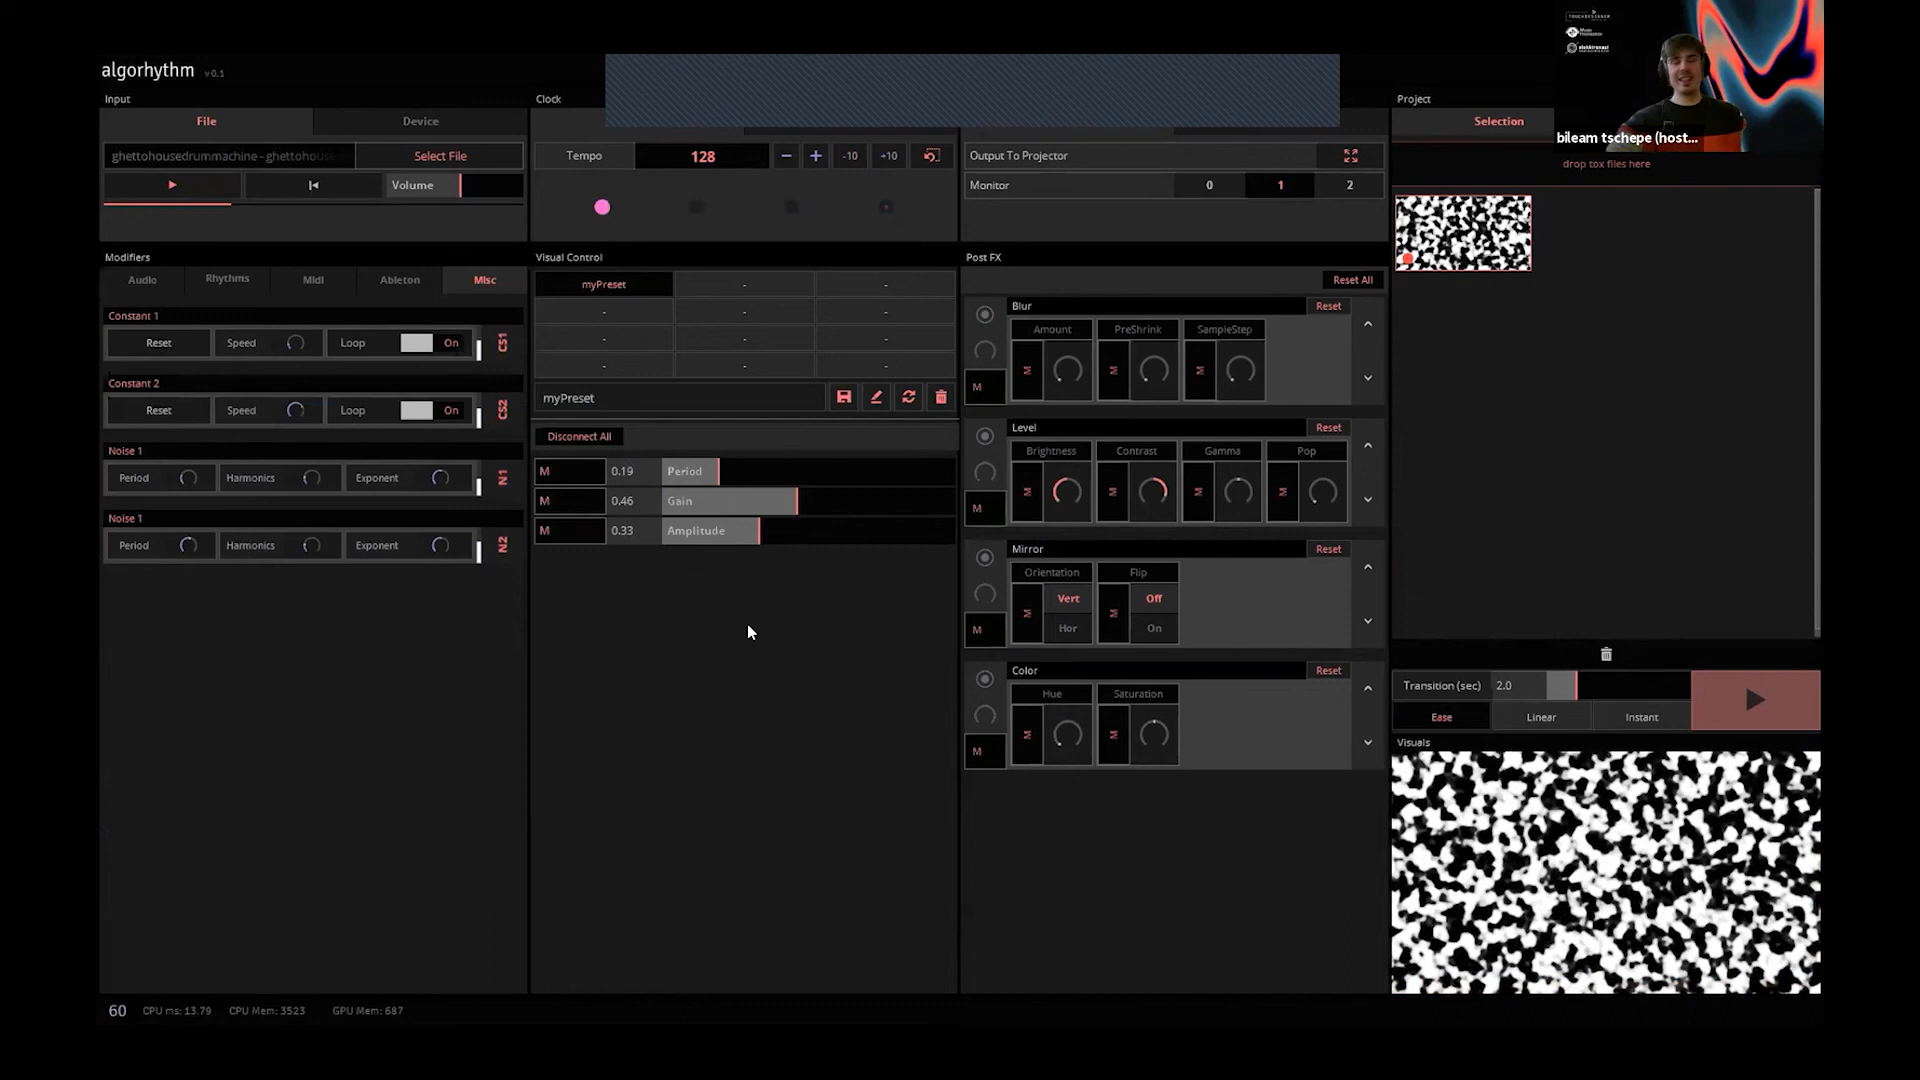 algorhythm v 0.1
TOUCHDESIGNER
bileam tschepe (host...
Input
File
Device
ghettohousedrummachine - ghettohouse
Select File
Volume
Clock
Tempo
128
-10
+10
Output To Projector
Monitor
0
1
2
Project
Selection
drop tox files here
Modifiers
Audio
Rhythms
Midi
Ableton
Misc
Constant 1
Reset
Speed
Loop
On
CS1
Constant 2
Reset
Speed
Loop
On
CS2
Noise 1
Period
Harmonics
Exponent
N1
Noise 1
Period
Harmonics
Exponent
N2
Visual Control
myPreset
-
-
-
-
-
-
-
-
-
-
-
myPreset
Disconnect All
M
0.19
Period
M
0.46
Gain
M
0.33
Amplitude
Post FX
Reset All
Blur
Reset
Amount
PreShrink
SampleStep
M
M
M
M
Level
Reset
Brightness
Contrast
Gamma
Pop
M
M
M
M
M
Mirror
Reset
Orientation
Flip
M
Vert
Hor
M
Off
On
M
Color
Reset
Hue
Saturation
M
M
M
Transition (sec)
2.0
Ease
Linear
Instant
Visuals
60
CPU ms: 13.79
CPU Mem: 3523
GPU Mem: 687